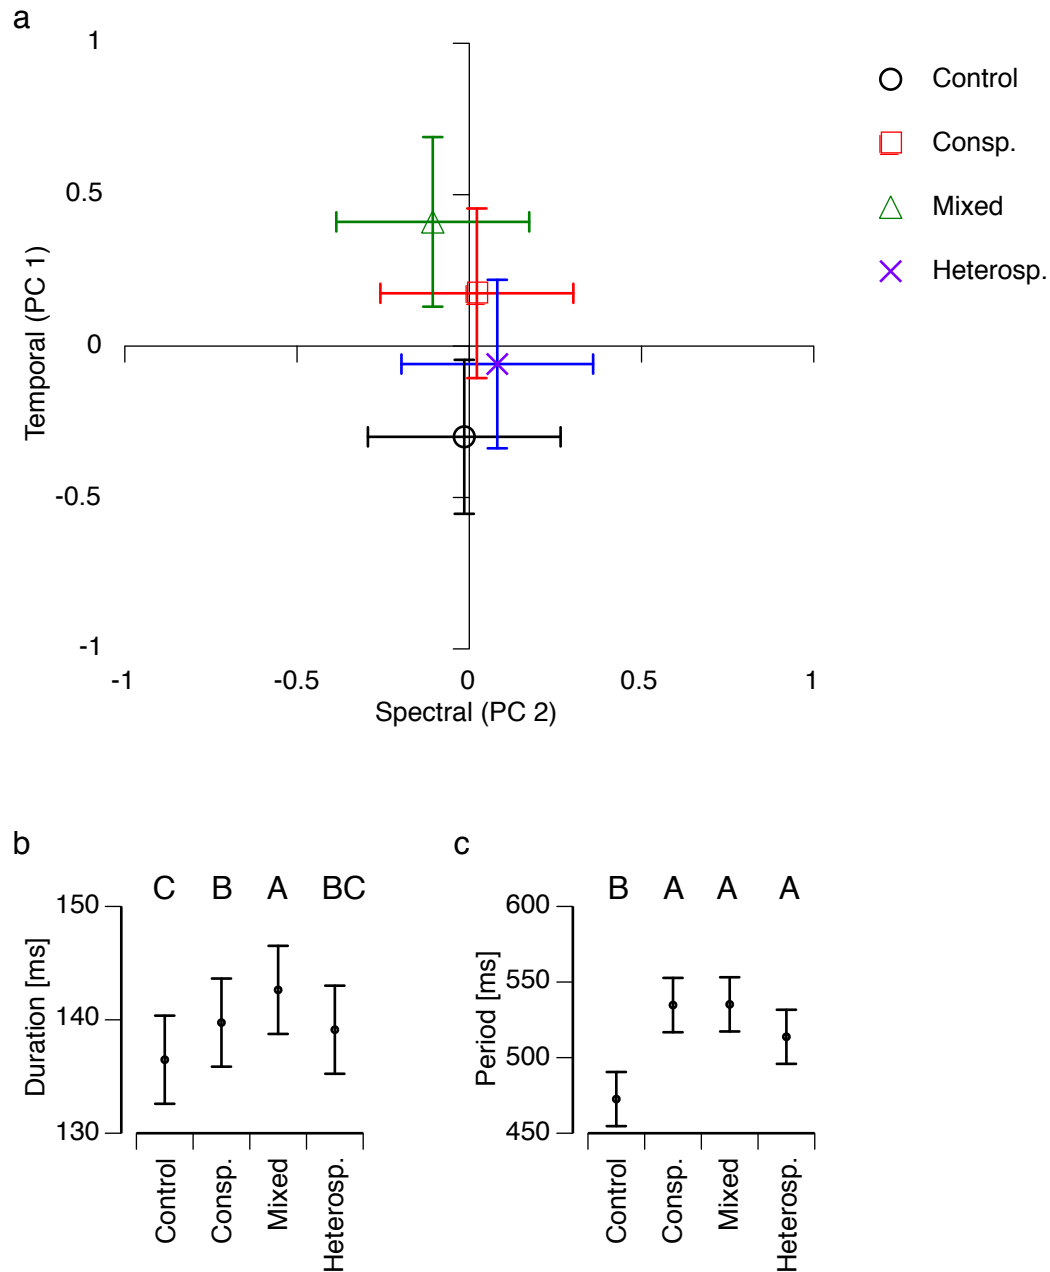 a
1
0.5
0
-0.5
-1
Temporal (PC 1)
-1 -0.5 0 0.5 1
Spectral (PC 2)
Control
Consp.
Mixed
Heterosp.
b
C B A BC
150
140
130
Duration [ms]
Control
Consp.
Mixed
Heterosp.
c
B A A A
600
550
500
450
Period [ms]
Control
Consp.
Mixed
Heterosp.